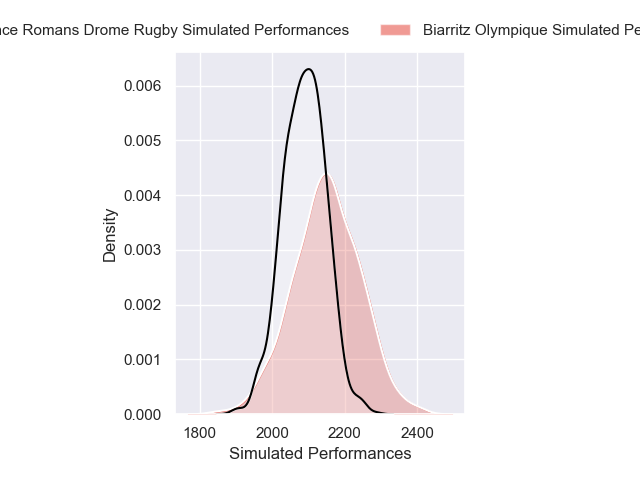 nce Romans Drome Rugby Simulated Performances
Biarritz Olympique Simulated Pe
0.006
0.005
0.004
0.003
0.002
0.001
0.000
Density
1800 2000 2200 2400
Simulated Performances